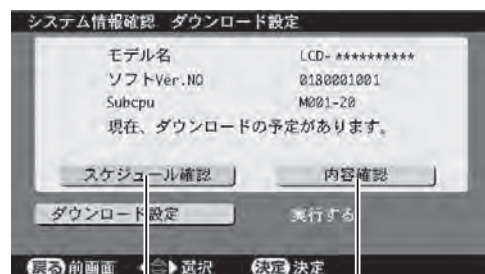 システム情報確認 ダウンロード設定
モデル名 LCD-**********
ソフトVer.NO 0180001001
Subcpu M001-20
現在、ダウンロードの予定があります。
スケジュール確認 内容確認
ダウンロード設定 実行する
戻る 前画面 選択 決定 決定